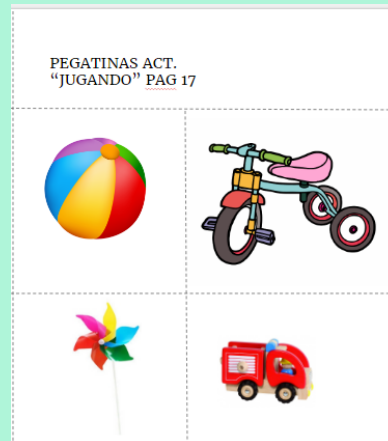 PEGATINAS ACT.
“JUGANDO” PAG 17